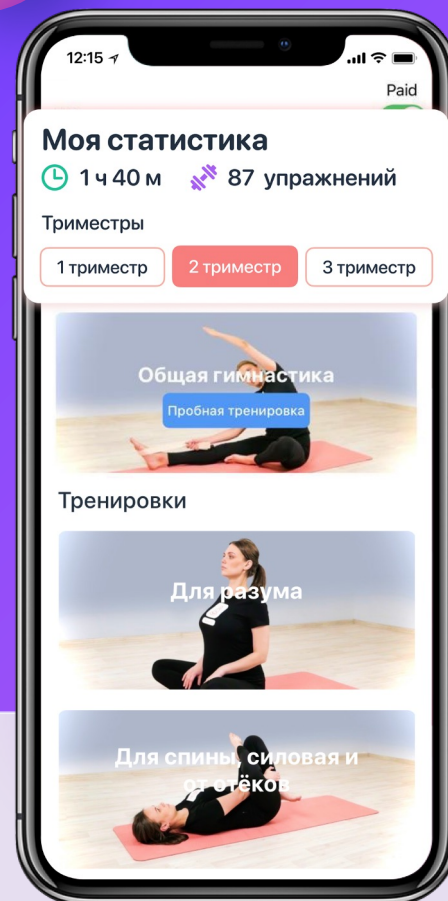 12:15
Paid
Моя статистика
1 ч 40 м 87 упражнений
Триместры
1 триместр 2 триместр 3 триместр
Общая гимнастика
Пробная тренировка
Тренировки
Для разума
Для спины, силовая и
от отёков